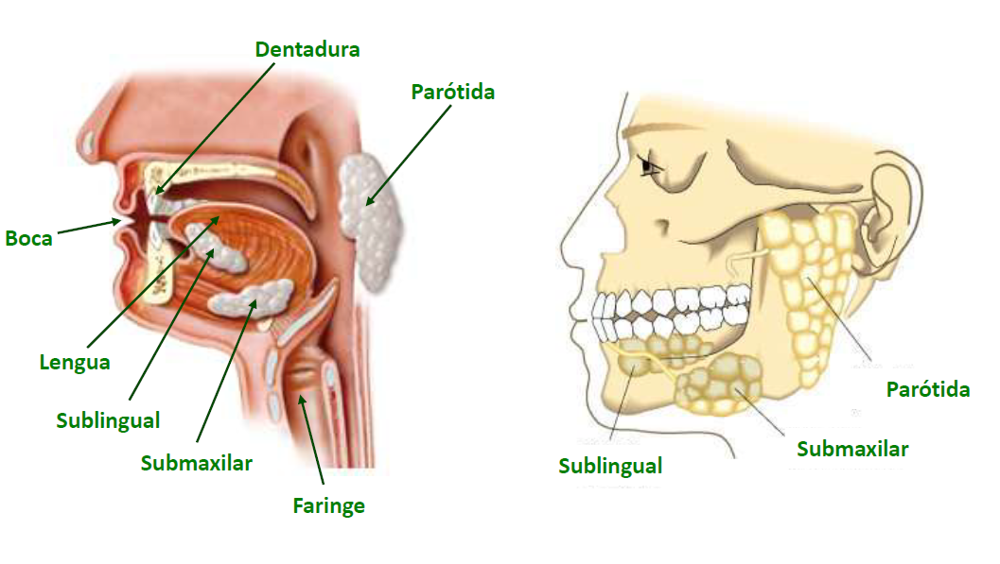 Dentadura
Parótida
Boca
Lengua
Sublingual
Submaxilar
Faringe
Parótida
Submaxilar
Sublingual